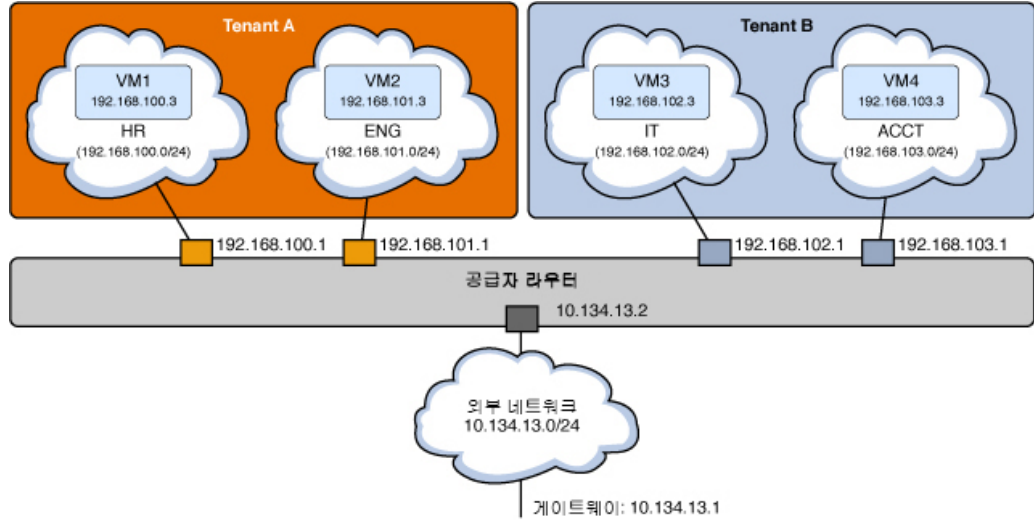 Tenant A
Tenant B
VM1
192.168.100.3
HR
(192.168.100.0/24)
VM2
192.168.101.3
ENG
(192.168.101.0/24)
VM3
192.168.102.3
IT
(192.168.102.0/24)
VM4
192.168.103.3
ACCT
(192.168.103.0/24)
192.168.100.1
192.168.101.1
192.168.102.1
192.168.103.1
공급자 라우터
10.134.13.2
외부 네트워크
10.134.13.0/24
게이트웨이: 10.134.13.1